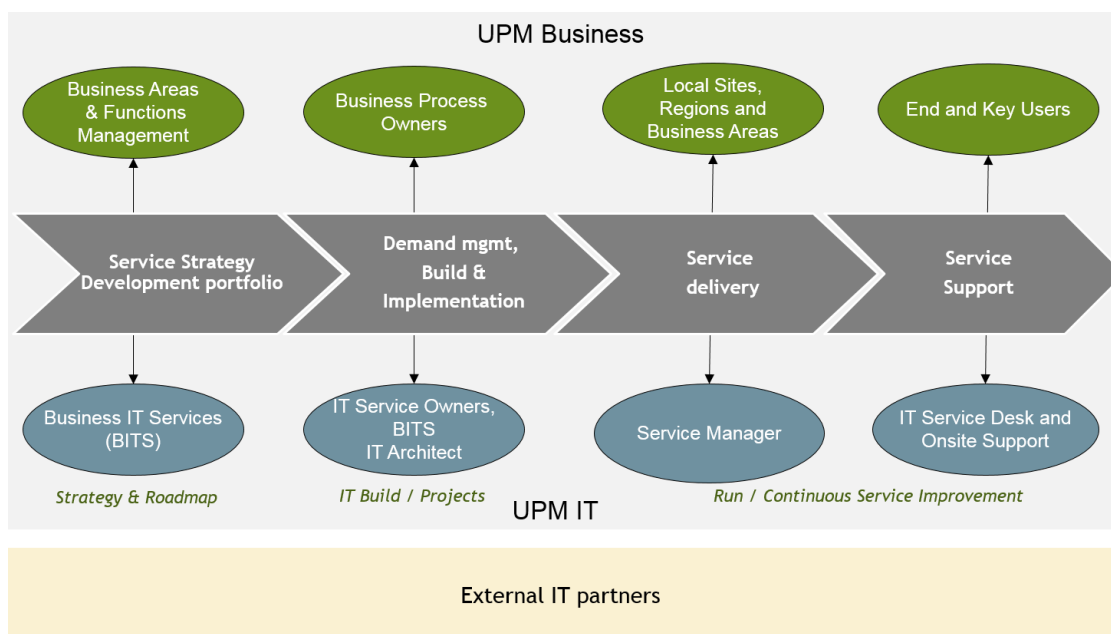 UPM Business
Business Areas
& Functions
Management
Business Process
Owners
Local Sites,
Regions and
Business Areas
End and Key Users
Service Strategy
Development portfolio
Demand mgmt,
Build &
Implementation
Service
delivery
Service
Support
Business IT Services
(BITS)
IT Service Owners,
BITS
IT Architect
Service Manager
IT Service Desk and
Onsite Support
Strategy & Roadmap
IT Build / Projects
Run / Continuous Service Improvement
UPM IT
External IT partners